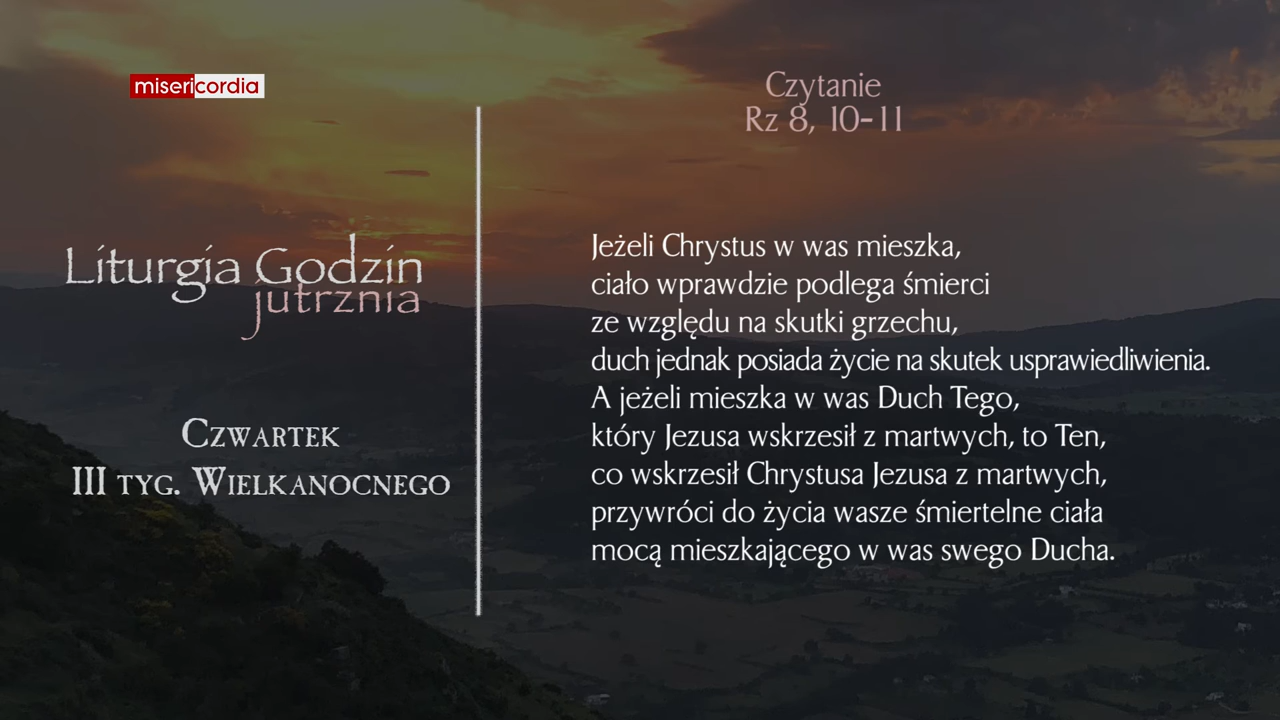 misericordia
Liturgia Godzin
jutrznia
Czwartek
III tyg. Wielkanocnego
Czytanie
Rz 8, 10-11
Jeżeli Chrystus w was mieszka,
ciało wprawdzie podlega śmierci
ze względu na skutki grzechu,
duch jednak posiada życie na skutek usprawiedliwienia.
A jeżeli mieszka w was Duch Tego,
który Jezusa wskrzesił z martwych, to Ten,
co wskrzesił Chrystusa Jezusa z martwych,
przywróci do życia wasze śmiertelne ciała
mocą mieszkającego w was swego Ducha.